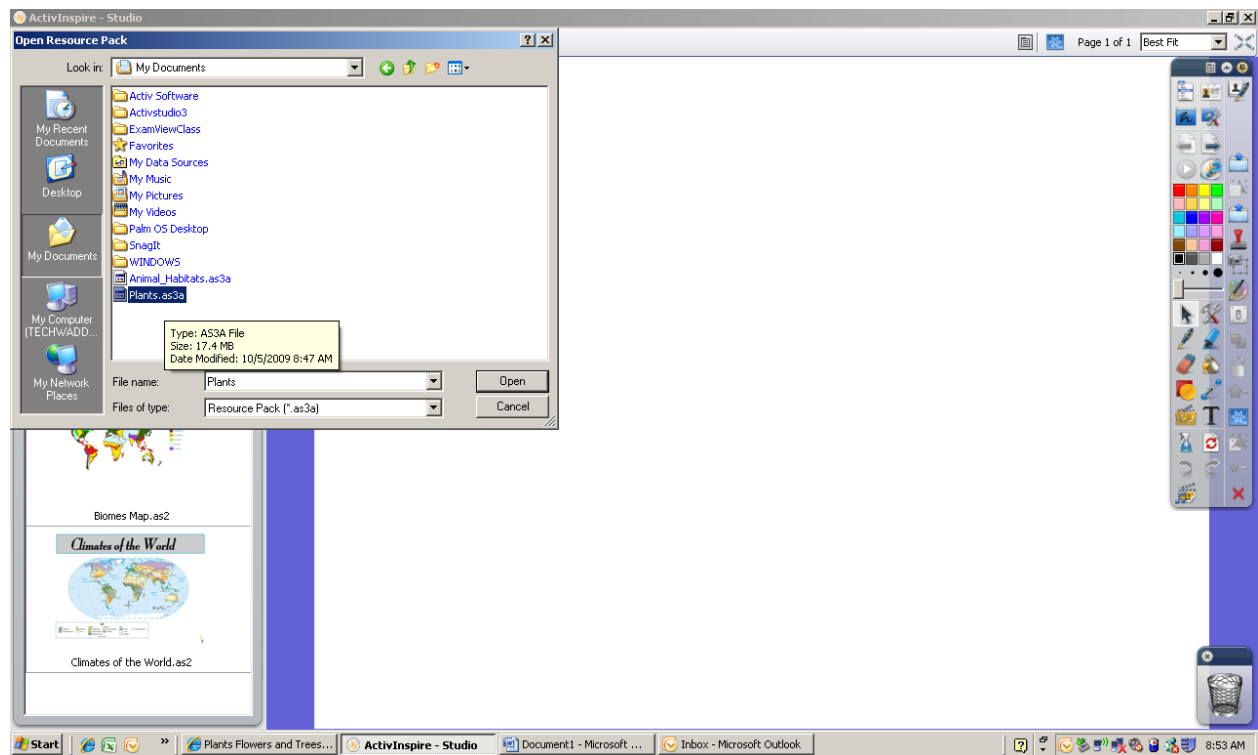 ActivInspire - Studio
Open Resource Pack
Page 1 of 1 Best Fit
Look in: My Documents
My Recent
Documents
Desktop
My Documents
My Computer
(TECHWADD...
My Network
Places
Activ Software
Activstudio3
ExamViewClass
Favorites
My Data Sources
My Music
My Pictures
My Videos
Palm OS Desktop
SnagIt
WINDOWS
Animal_Habitats.as3a
Plants.as3a
Type: AS3A File
Size: 17.4 MB
Date Modified: 10/5/2009 8:47 AM
File name: Plants Open
Files of type: Resource Pack (*.as3a) Cancel
Biomes Map.as2
Climates of the World
Climates of the World.as2
Start Plants Flowers and Trees... ActivInspire - Studio Document1 - Microsoft ... Inbox - Microsoft Outlook 8:53 AM